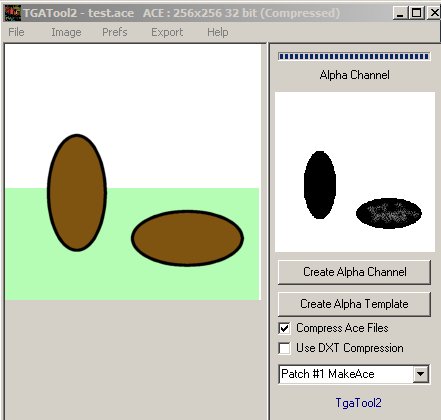 TGATool2 - test.ace   ACE : 256x256 32 bit (Compressed)
File Image Prefs Export Help
Alpha Channel
Create Alpha Channel
Create Alpha Template
Compress Ace Files
Use DXT Compression
Patch #1 MakeAce
TgaTool2